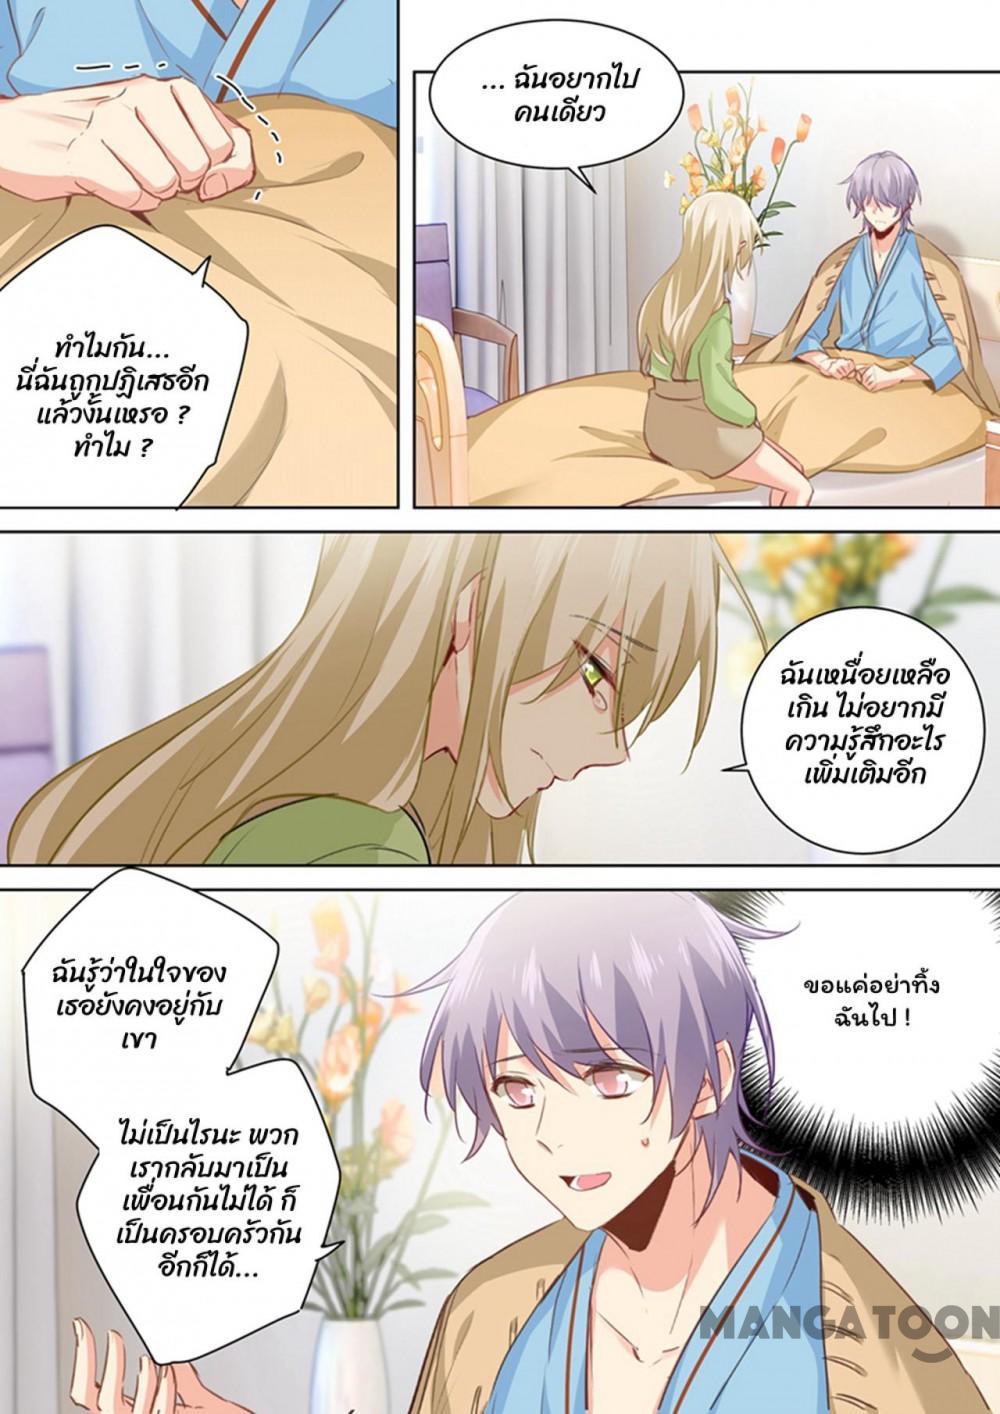 ... ฉันอยากไป
คนเดียว
ทำไมกัน...
นี่ฉันถูกปฏิเสธอีก
แล้วงั้นเหรอ ?
ทำไม ?
ฉันเหนื่อยเหลือ
เกิน ไม่อยากมี
ความรู้สึกอะไร
เพิ่มเติมอีก
ฉันรู้ว่าในใจของ
เธอยังคงอยู่กับ
เขา
ขอแค่อย่าทิ้ง
ฉันไป !
ไม่เป็นไรนะ พวก
เรากลับมาเป็น
เพื่อนกันไม่ได้ ก็
เป็นครอบครัวกัน
อีกก็ได้...
MANGATOON